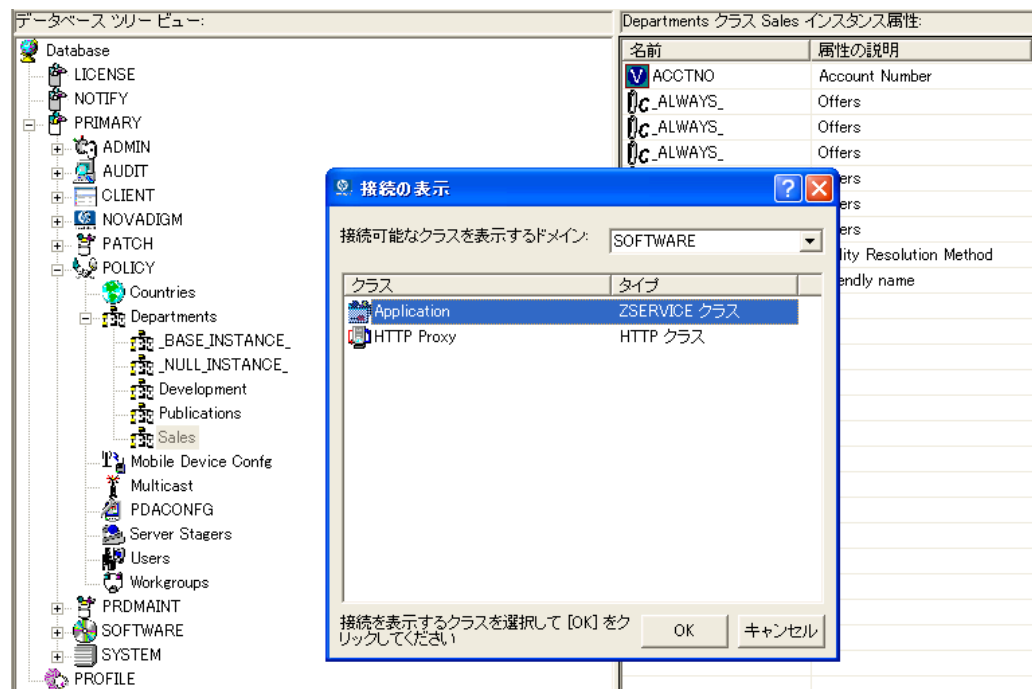 データベース ツリー ビュー:
Database
LICENSE
NOTIFY
PRIMARY
ADMIN
AUDIT
CLIENT
NOVADIGM
PATCH
POLICY
Countries
Departments
_BASE_INSTANCE_
_NULL_INSTANCE_
Development
Publications
Sales
Mobile Device Confg
Multicast
PDACONFG
Server Stagers
Users
Workgroups
PRDMAINT
SOFTWARE
SYSTEM
PROFILE
Departments クラス Sales インスタンス属性:
名前 属性の説明
V ACCTNO Account Number
C _ALWAYS_ Offers
C _ALWAYS_ Offers
C _ALWAYS_ Offers
ers
ers
ers
lity Resolution Method
endly name
接続の表示
接続可能なクラスを表示するドメイン: SOFTWARE
クラス タイプ
Application ZSERVICE クラス
HTTP Proxy HTTP クラス
接続を表示するクラスを選択して [OK] をク
リックしてください
OK キャンセル